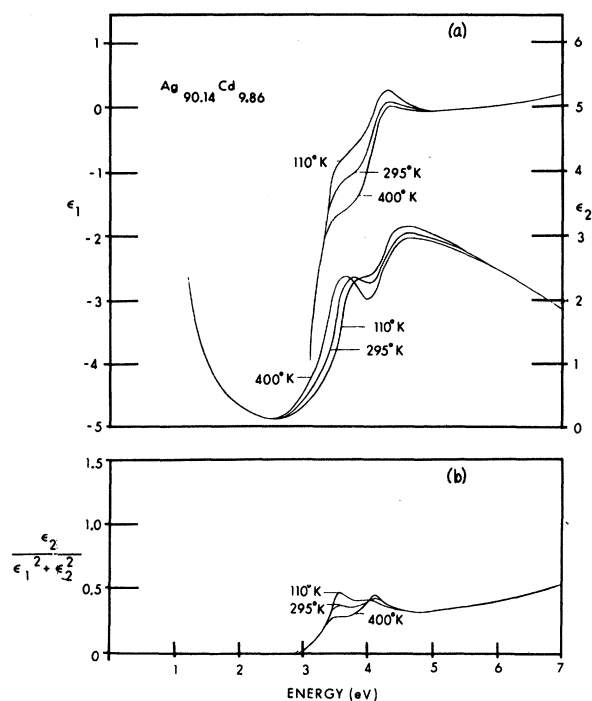 (a)
Ag 90.14 Cd 9.86
1
0
-1
-2
-3
-4
-5
ϵ1
6
5
4
3
2
1
0
ϵ2
110°K
295°K
400°K
110°K
295°K
400°K
(b)
1.5
1.0
0.5
0
ϵ2
ϵ1² + ϵ2²
110°K
295°K
400°K
1 2 3 4 5 6 7
ENERGY (eV)